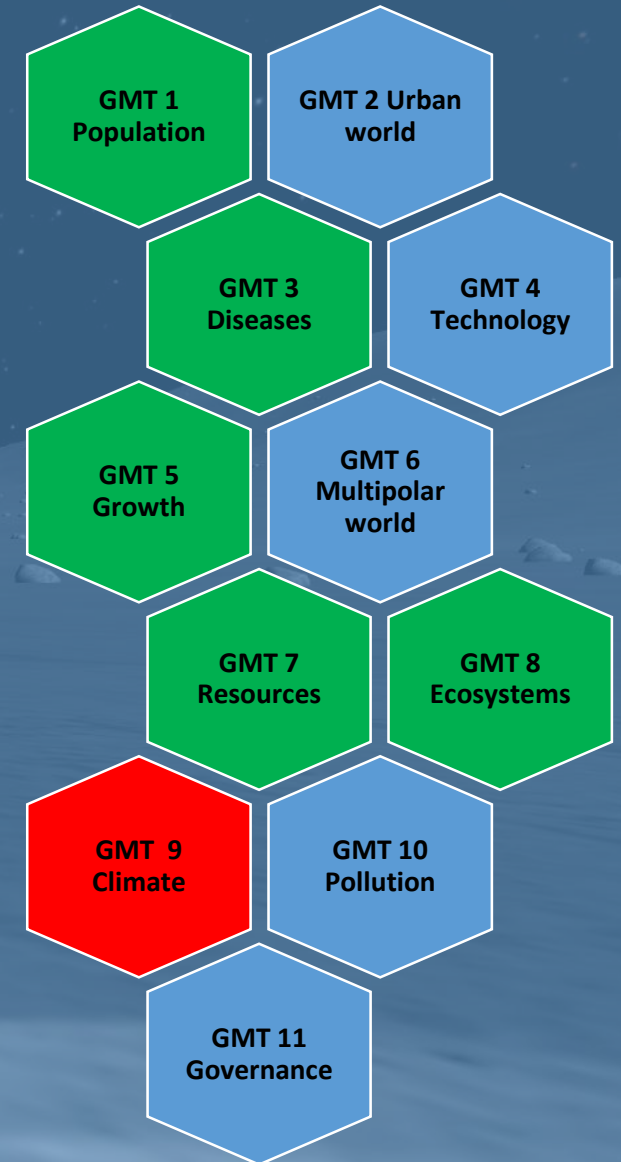 GMT 1
Population
GMT 2 Urban
world
GMT 3
Diseases
GMT 4
Technology
GMT 5
Growth
GMT 6
Multipolar
world
GMT 7
Resources
GMT 8
Ecosystems
GMT 9
Climate
GMT 10
Pollution
GMT 11
Governance